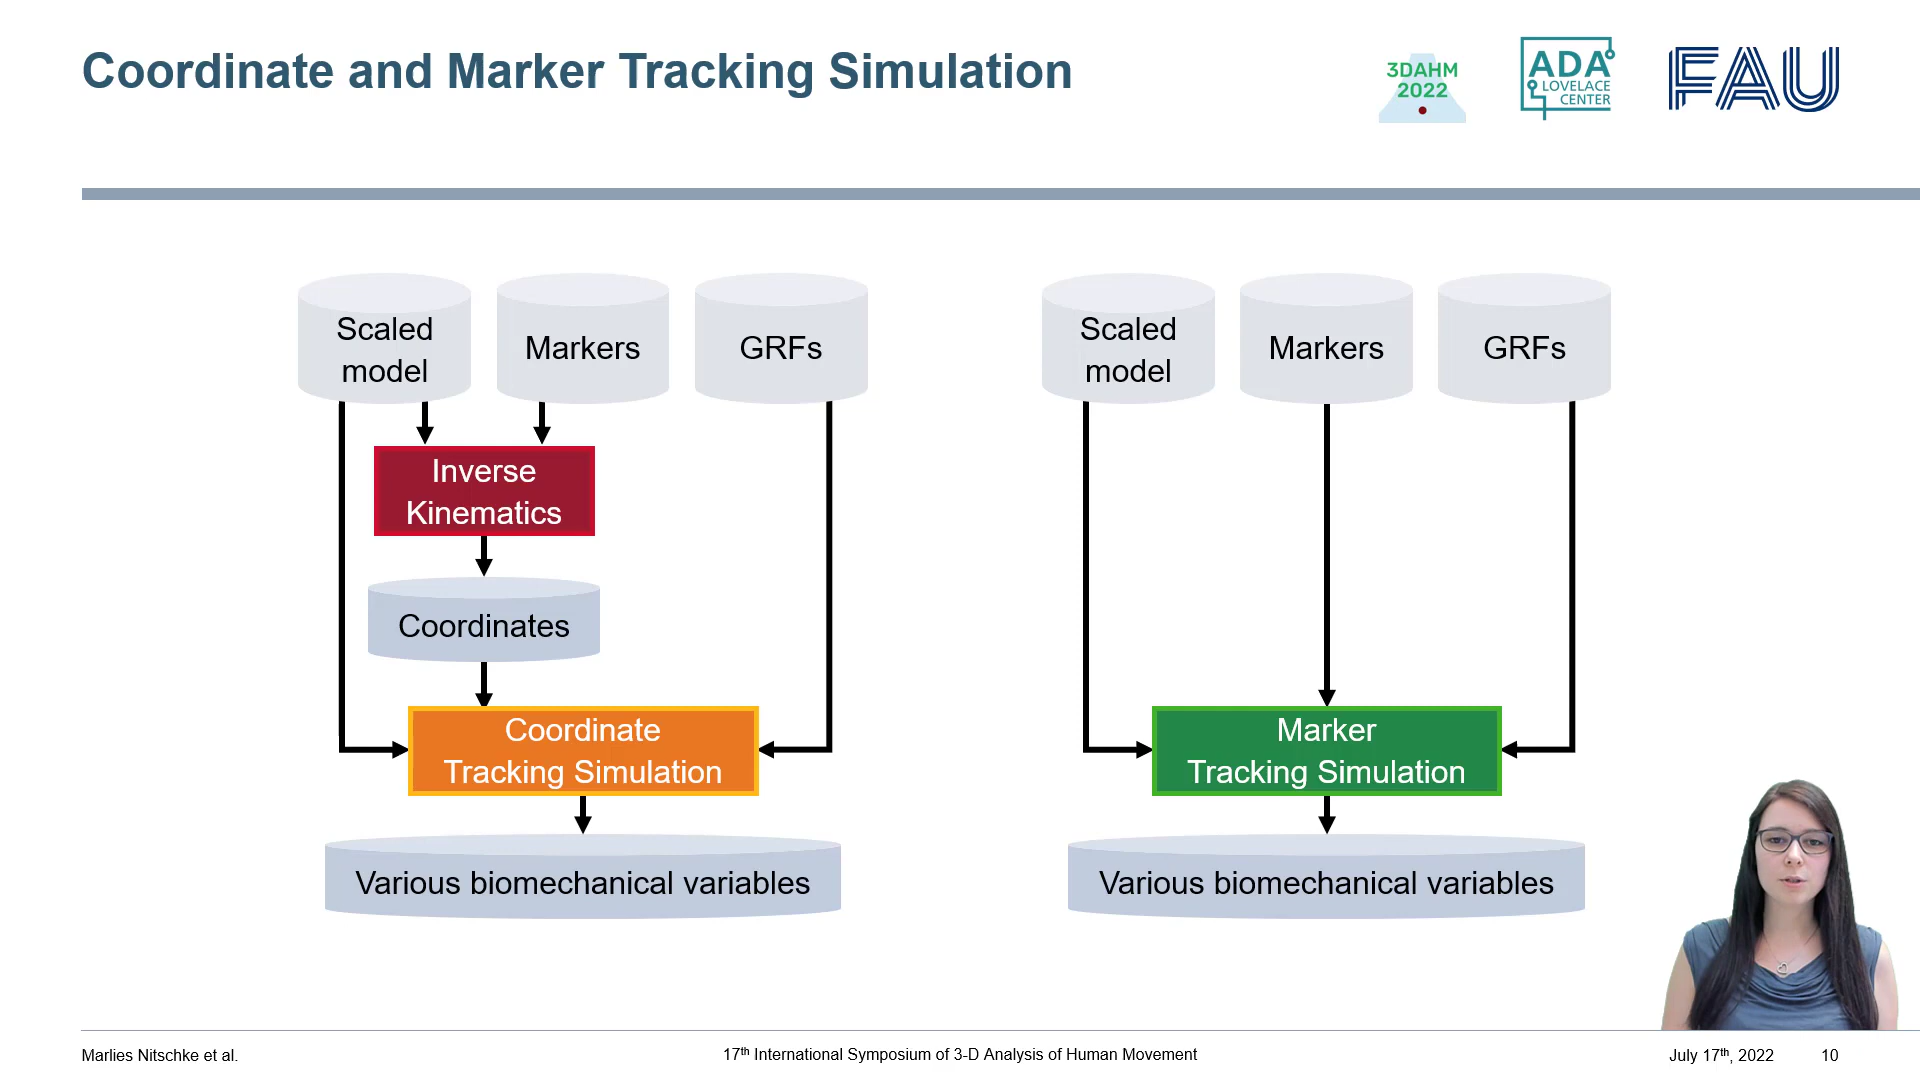 Coordinate and Marker Tracking Simulation
3DAHM
2022
ADA
LOVELACE
CENTER
FAU
Scaled
model
Markers
GRFs
Inverse
Kinematics
Coordinates
Coordinate
Tracking Simulation
Various biomechanical variables
Scaled
model
Markers
GRFs
Marker
Tracking Simulation
Various biomechanical variables
Marlies Nitschke et al.
17th International Symposium of 3-D Analysis of Human Movement
July 17th, 2022
10